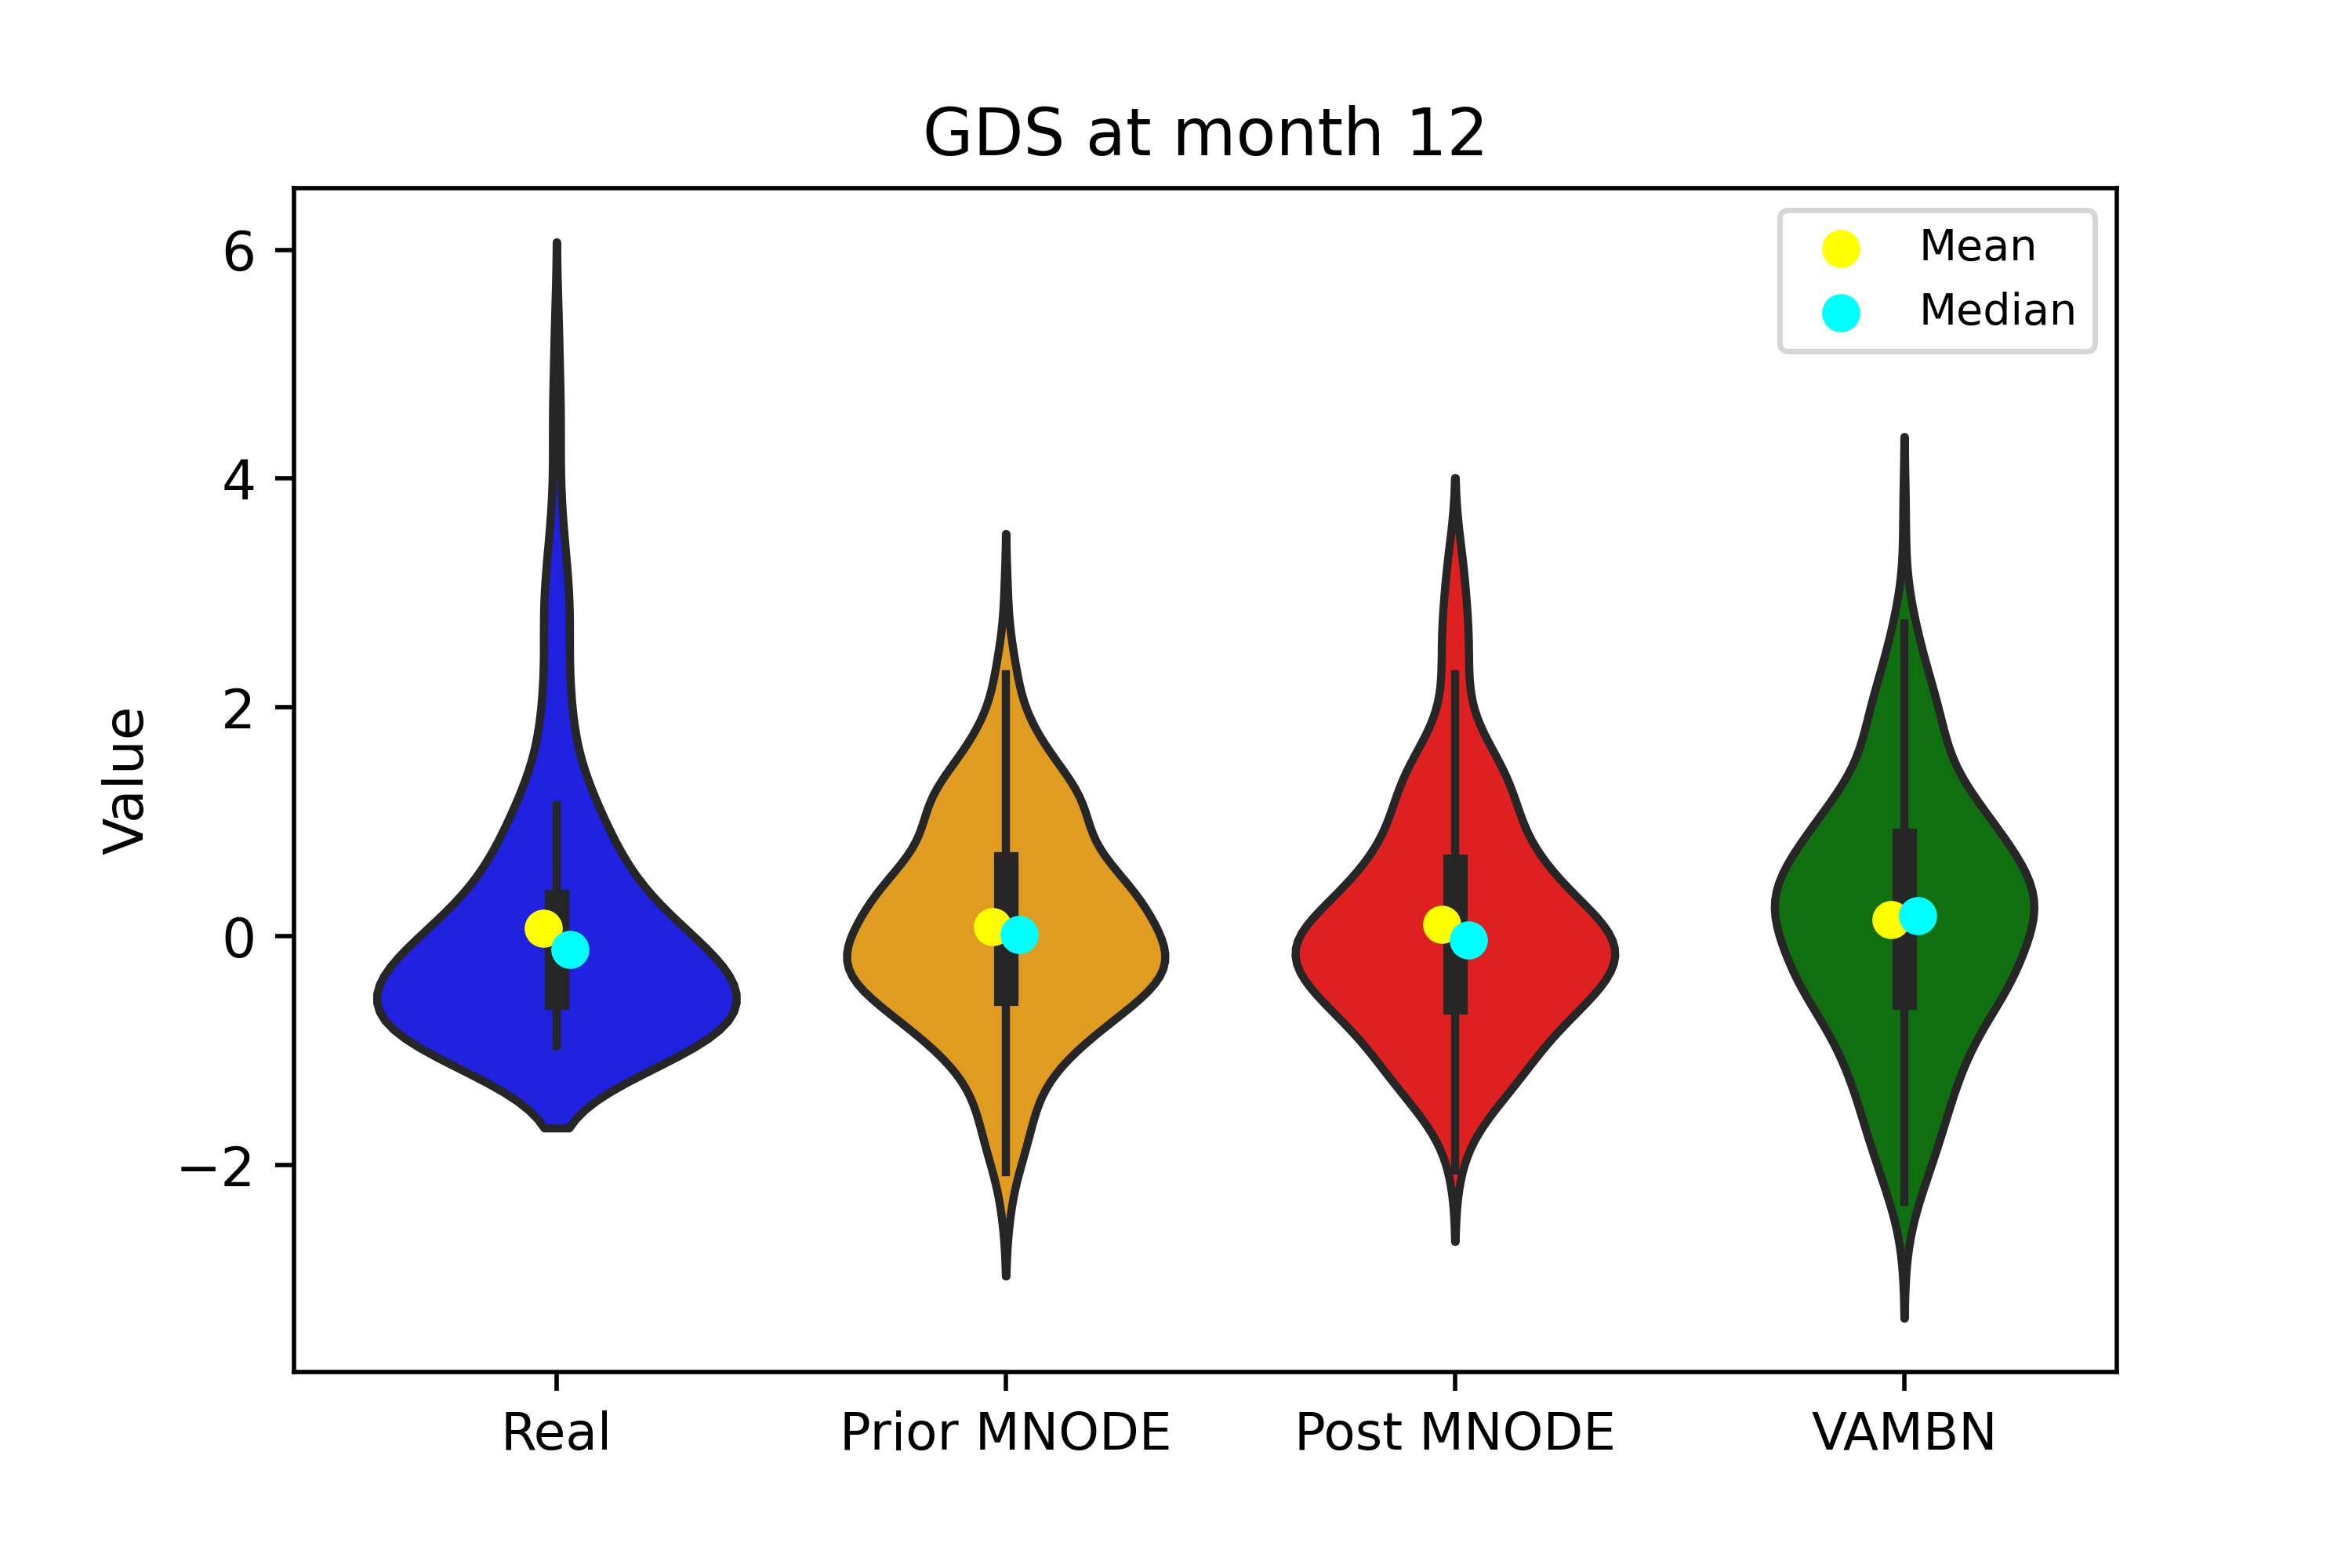 GDS at month 12
Mean
Median
Value
6
4
2
0
−2
Real
Prior MNODE
Post MNODE
VAMBN